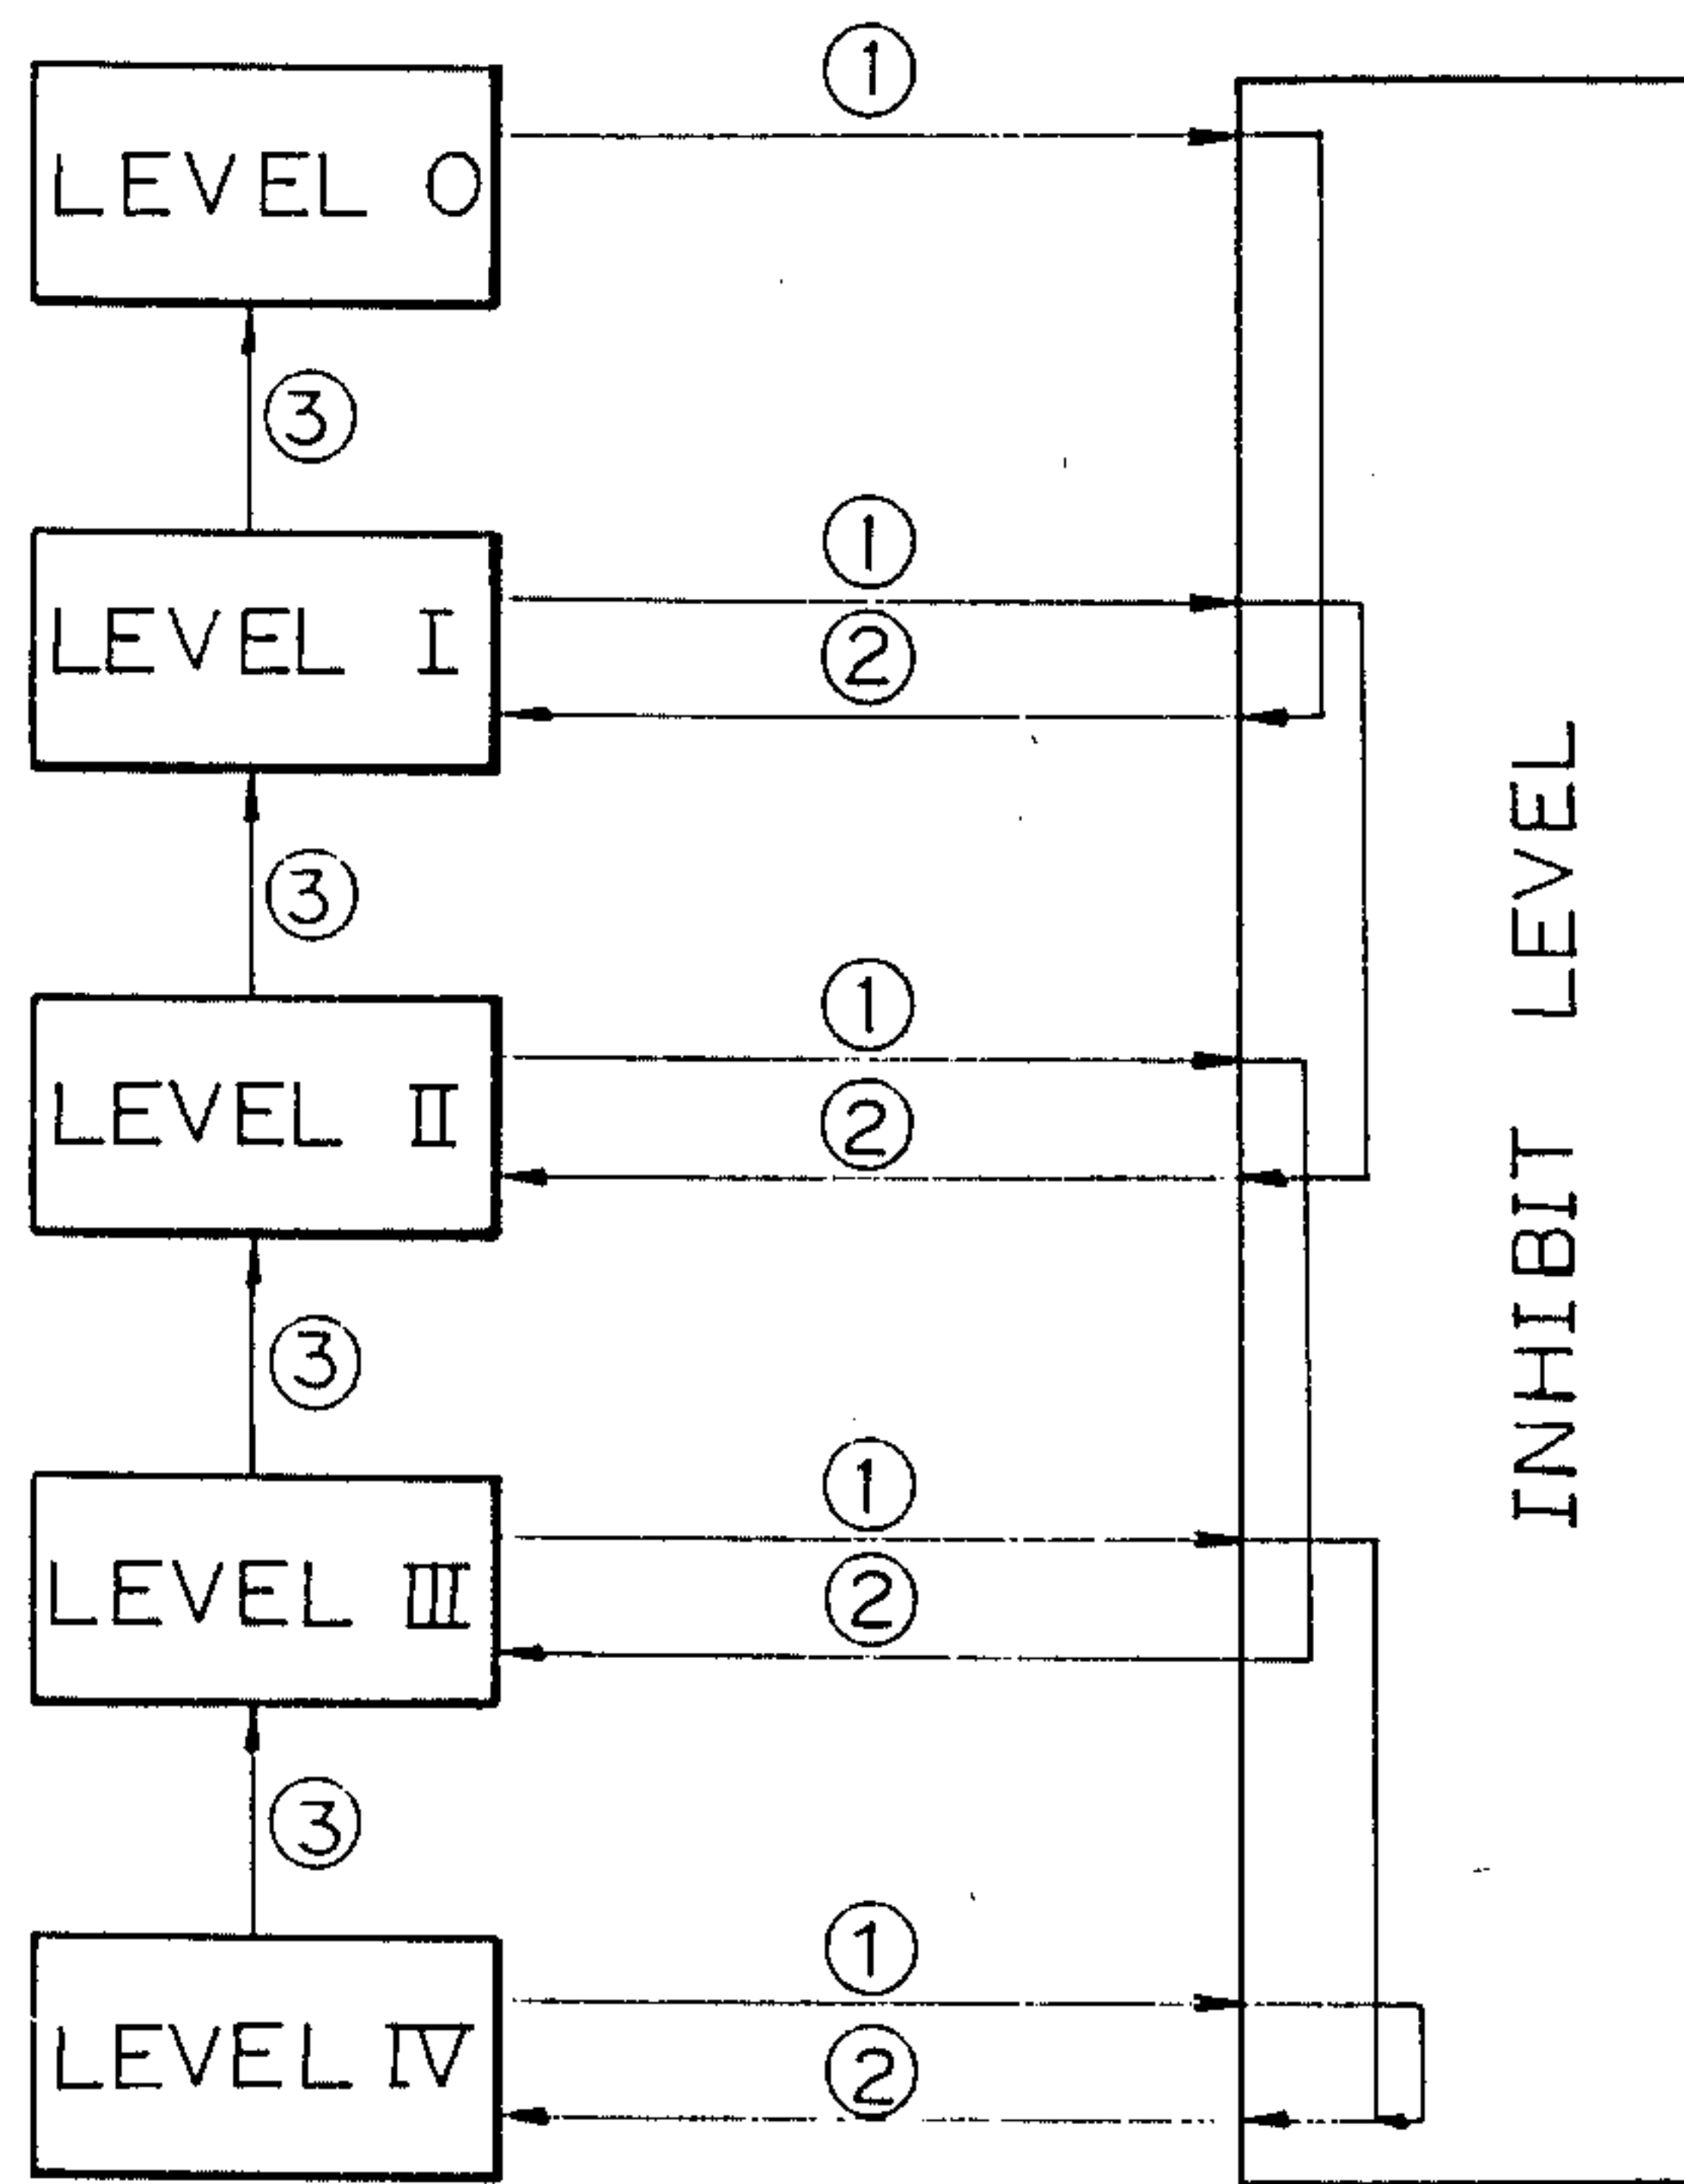 ①
LEVEL 0
③
①
LEVEL I
②
③
①
LEVEL II
②
③
①
LEVEL III
②
③
①
LEVEL IV
②
INHIBIT LEVEL